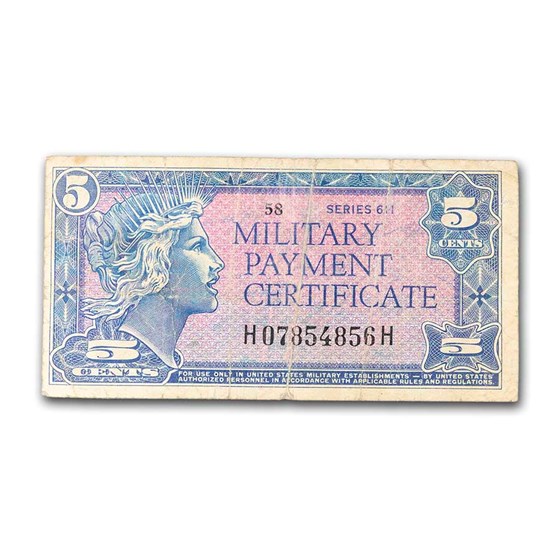 5
58 SERIES 611
5
CENTS
MILITARY
PAYMENT
CERTIFICATE
H07854856H
5
CENTS
5
FOR USE ONLY IN UNITED STATES MILITARY ESTABLISHMENTS — BY UNITED STATES
AUTHORIZED PERSONNEL IN ACCORDANCE WITH APPLICABLE RULES AND REGULATIONS.